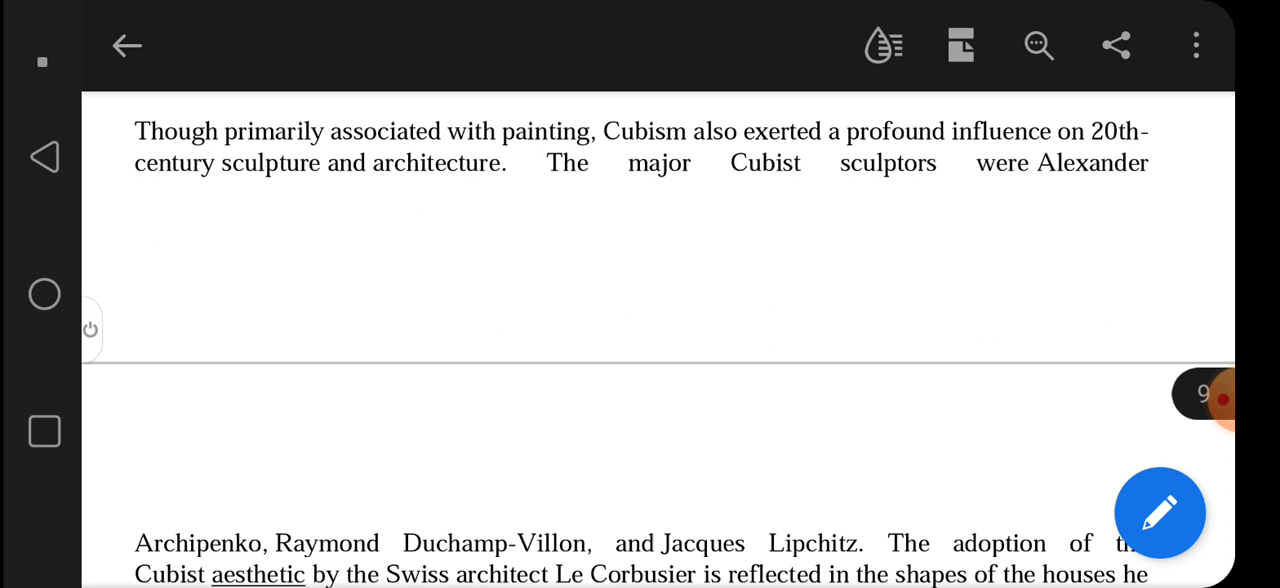 Though primarily associated with painting, Cubism also exerted a profound influence on 20th-
century sculpture and architecture. The major Cubist sculptors were Alexander
9
Archipenko, Raymond Duchamp-Villon, and Jacques Lipchitz. The adoption of the
Cubist aesthetic by the Swiss architect Le Corbusier is reflected in the shapes of the houses he